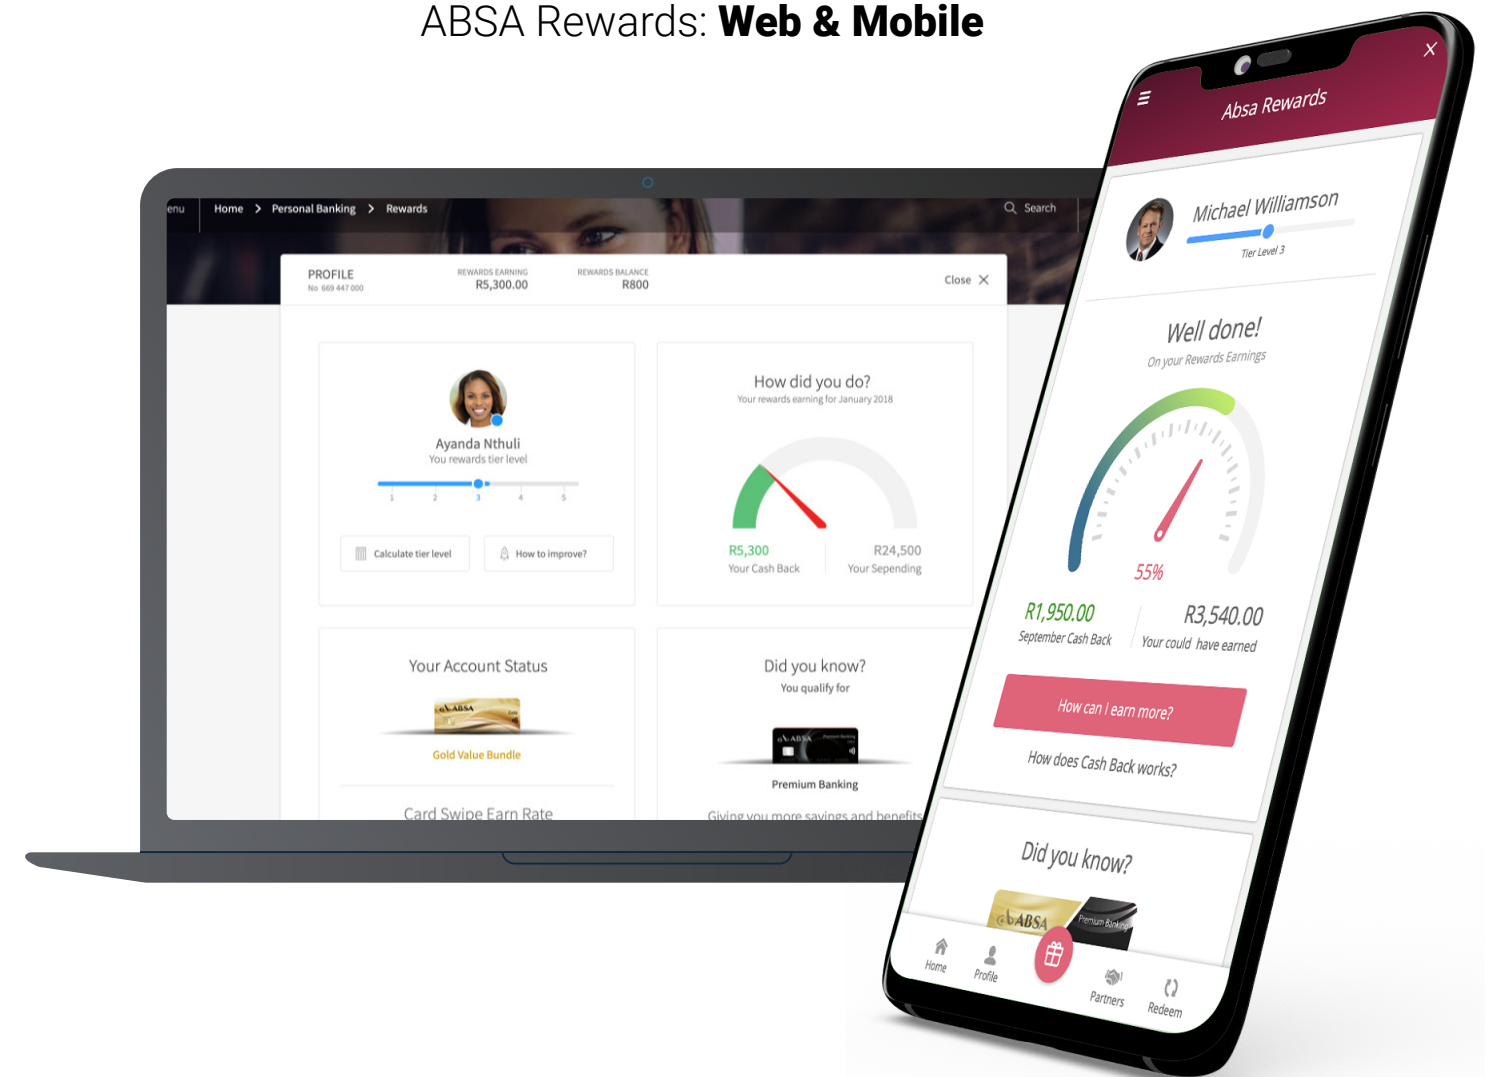 ABSA Rewards: Web & Mobile
enu
Home > Personal Banking > Rewards
Search
PROFILE
No 669 447 000
REWARDS EARNING
R5,300.00
REWARDS BALANCE
R800
Close X
Ayanda Nthuli
You rewards tier level
1 2 3 4 5
Calculate tier level
How to improve?
How did you do?
Your rewards earning for January 2018
R5,300
Your Cash Back
R24,500
Your Sepending
Your Account Status
ABSA
Gold
Gold Value Bundle
Card Swipe Earn Rate
Did you know?
You qualify for
ABSA
Premium Banking
Premium Banking
Giving you more savings and benefits
X
Absa Rewards
Michael Williamson
Tier Level 3
Well done!
On your Rewards Earnings
55%
R1,950.00
September Cash Back
R3,540.00
Your could have earned
How can I earn more?
How does Cash Back works?
Did you know?
ABSA
Premium Banking
Home
Profile
Partners
Redeem